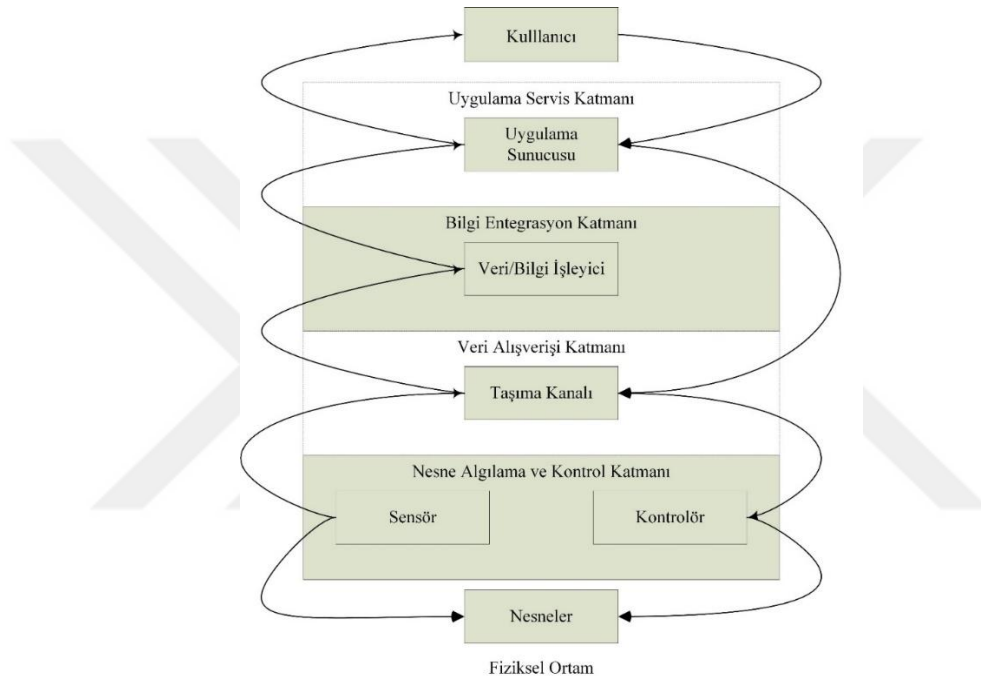 Kulllanıcı
Uygulama Servis Katmanı
Uygulama
Sunucusu
Bilgi Entegrasyon Katmanı
Veri/Bilgi İşleyici
Veri Alışverişi Katmanı
Taşıma Kanalı
Nesne Algılama ve Kontrol Katmanı
Sensör
Kontrolör
Nesneler
Fiziksel Ortam